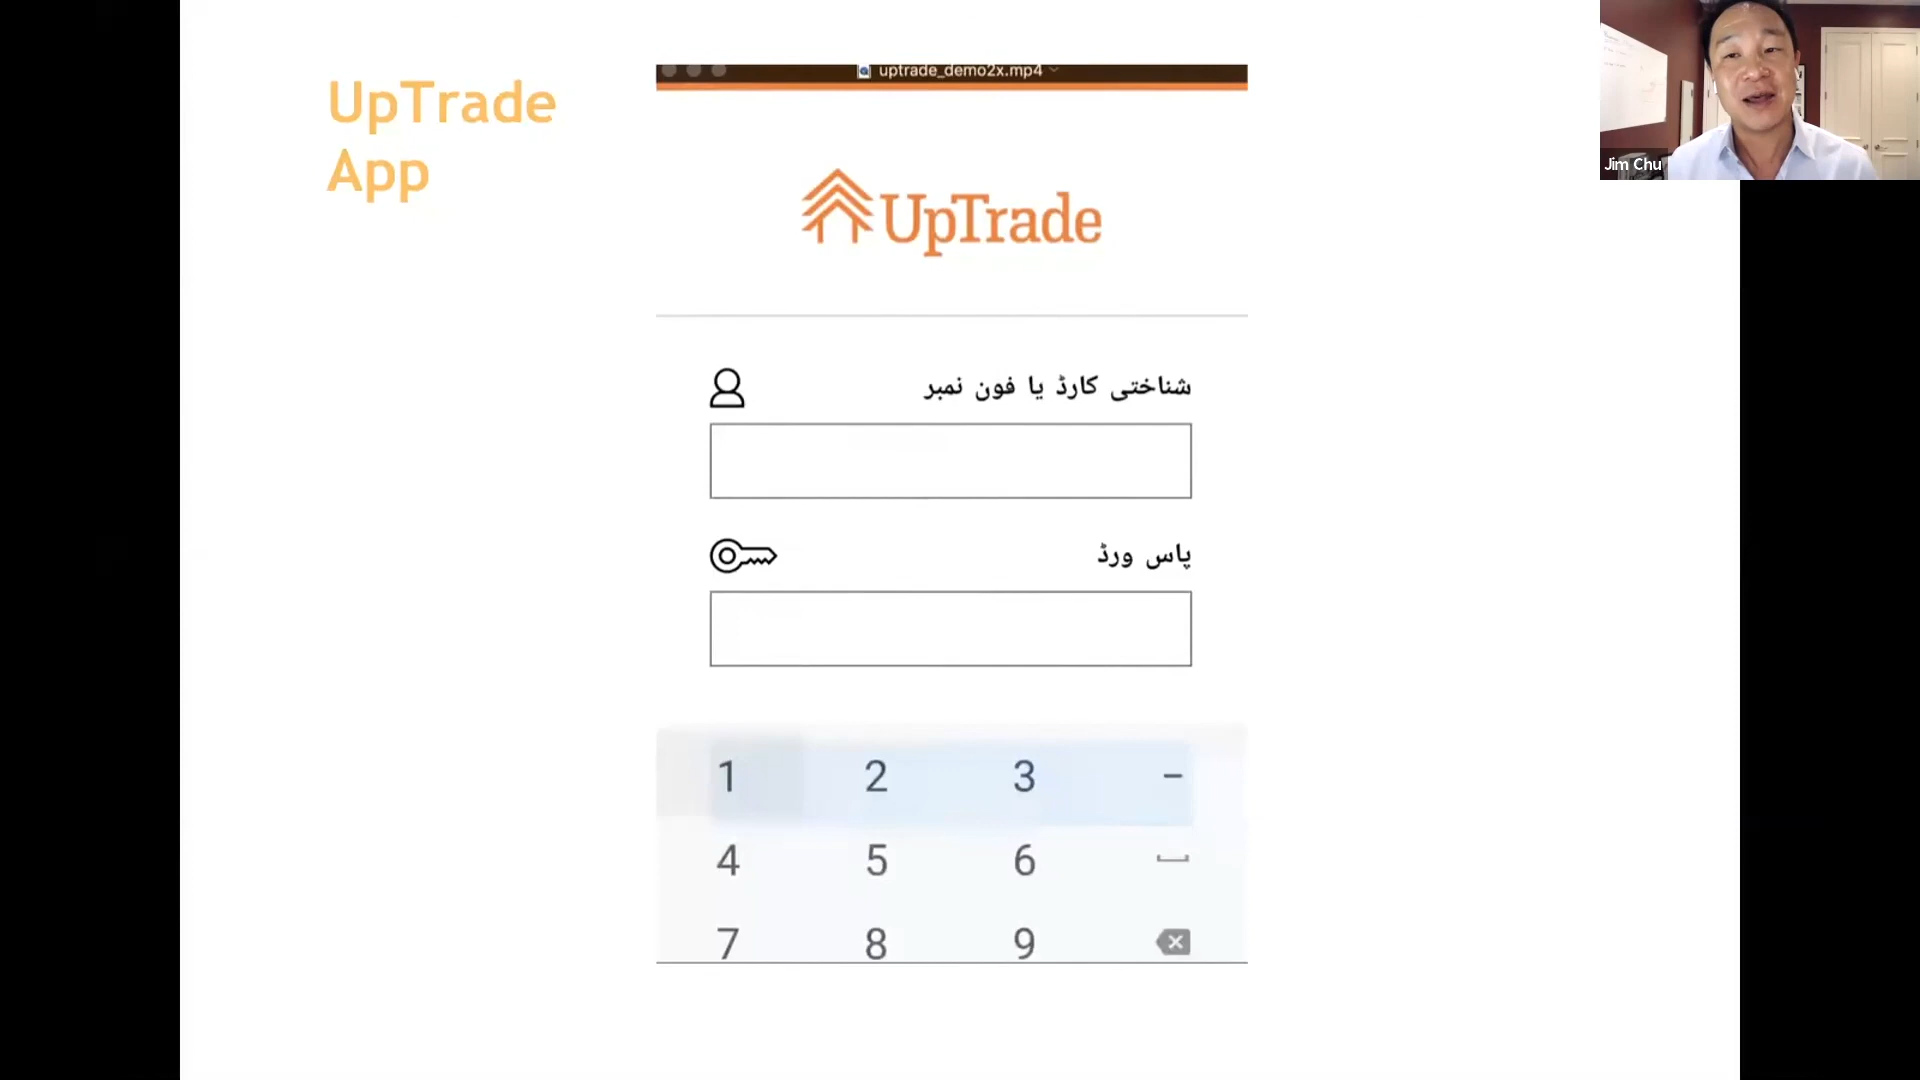 UpTrade
App
uptrade_demo2x.mp4
UpTrade
شناختی کارڈ یا فون نمبر
پاس ورڈ
1 2 3 –
4 5 6
7 8 9
Jim Chu